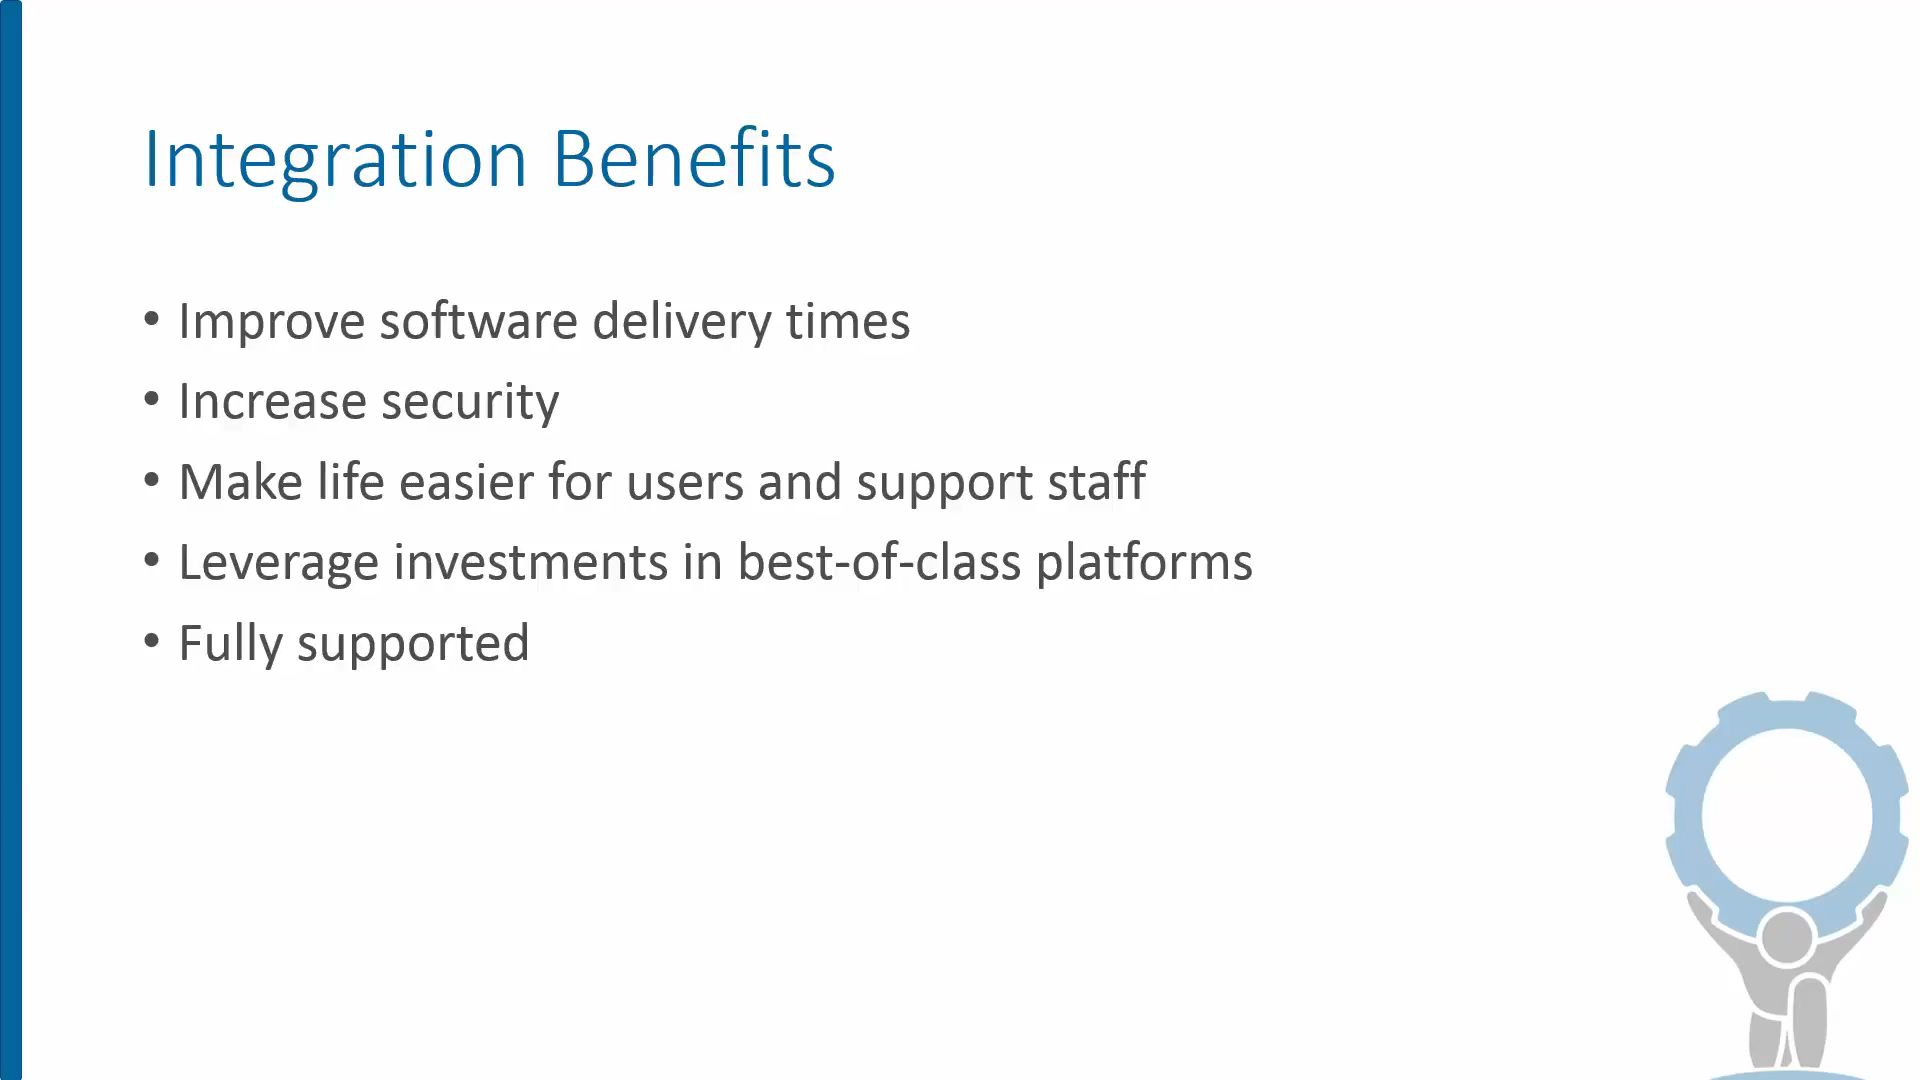 Integration Benefits
• Improve software delivery times
• Increase security
• Make life easier for users and support staff
• Leverage investments in best-of-class platforms
• Fully supported